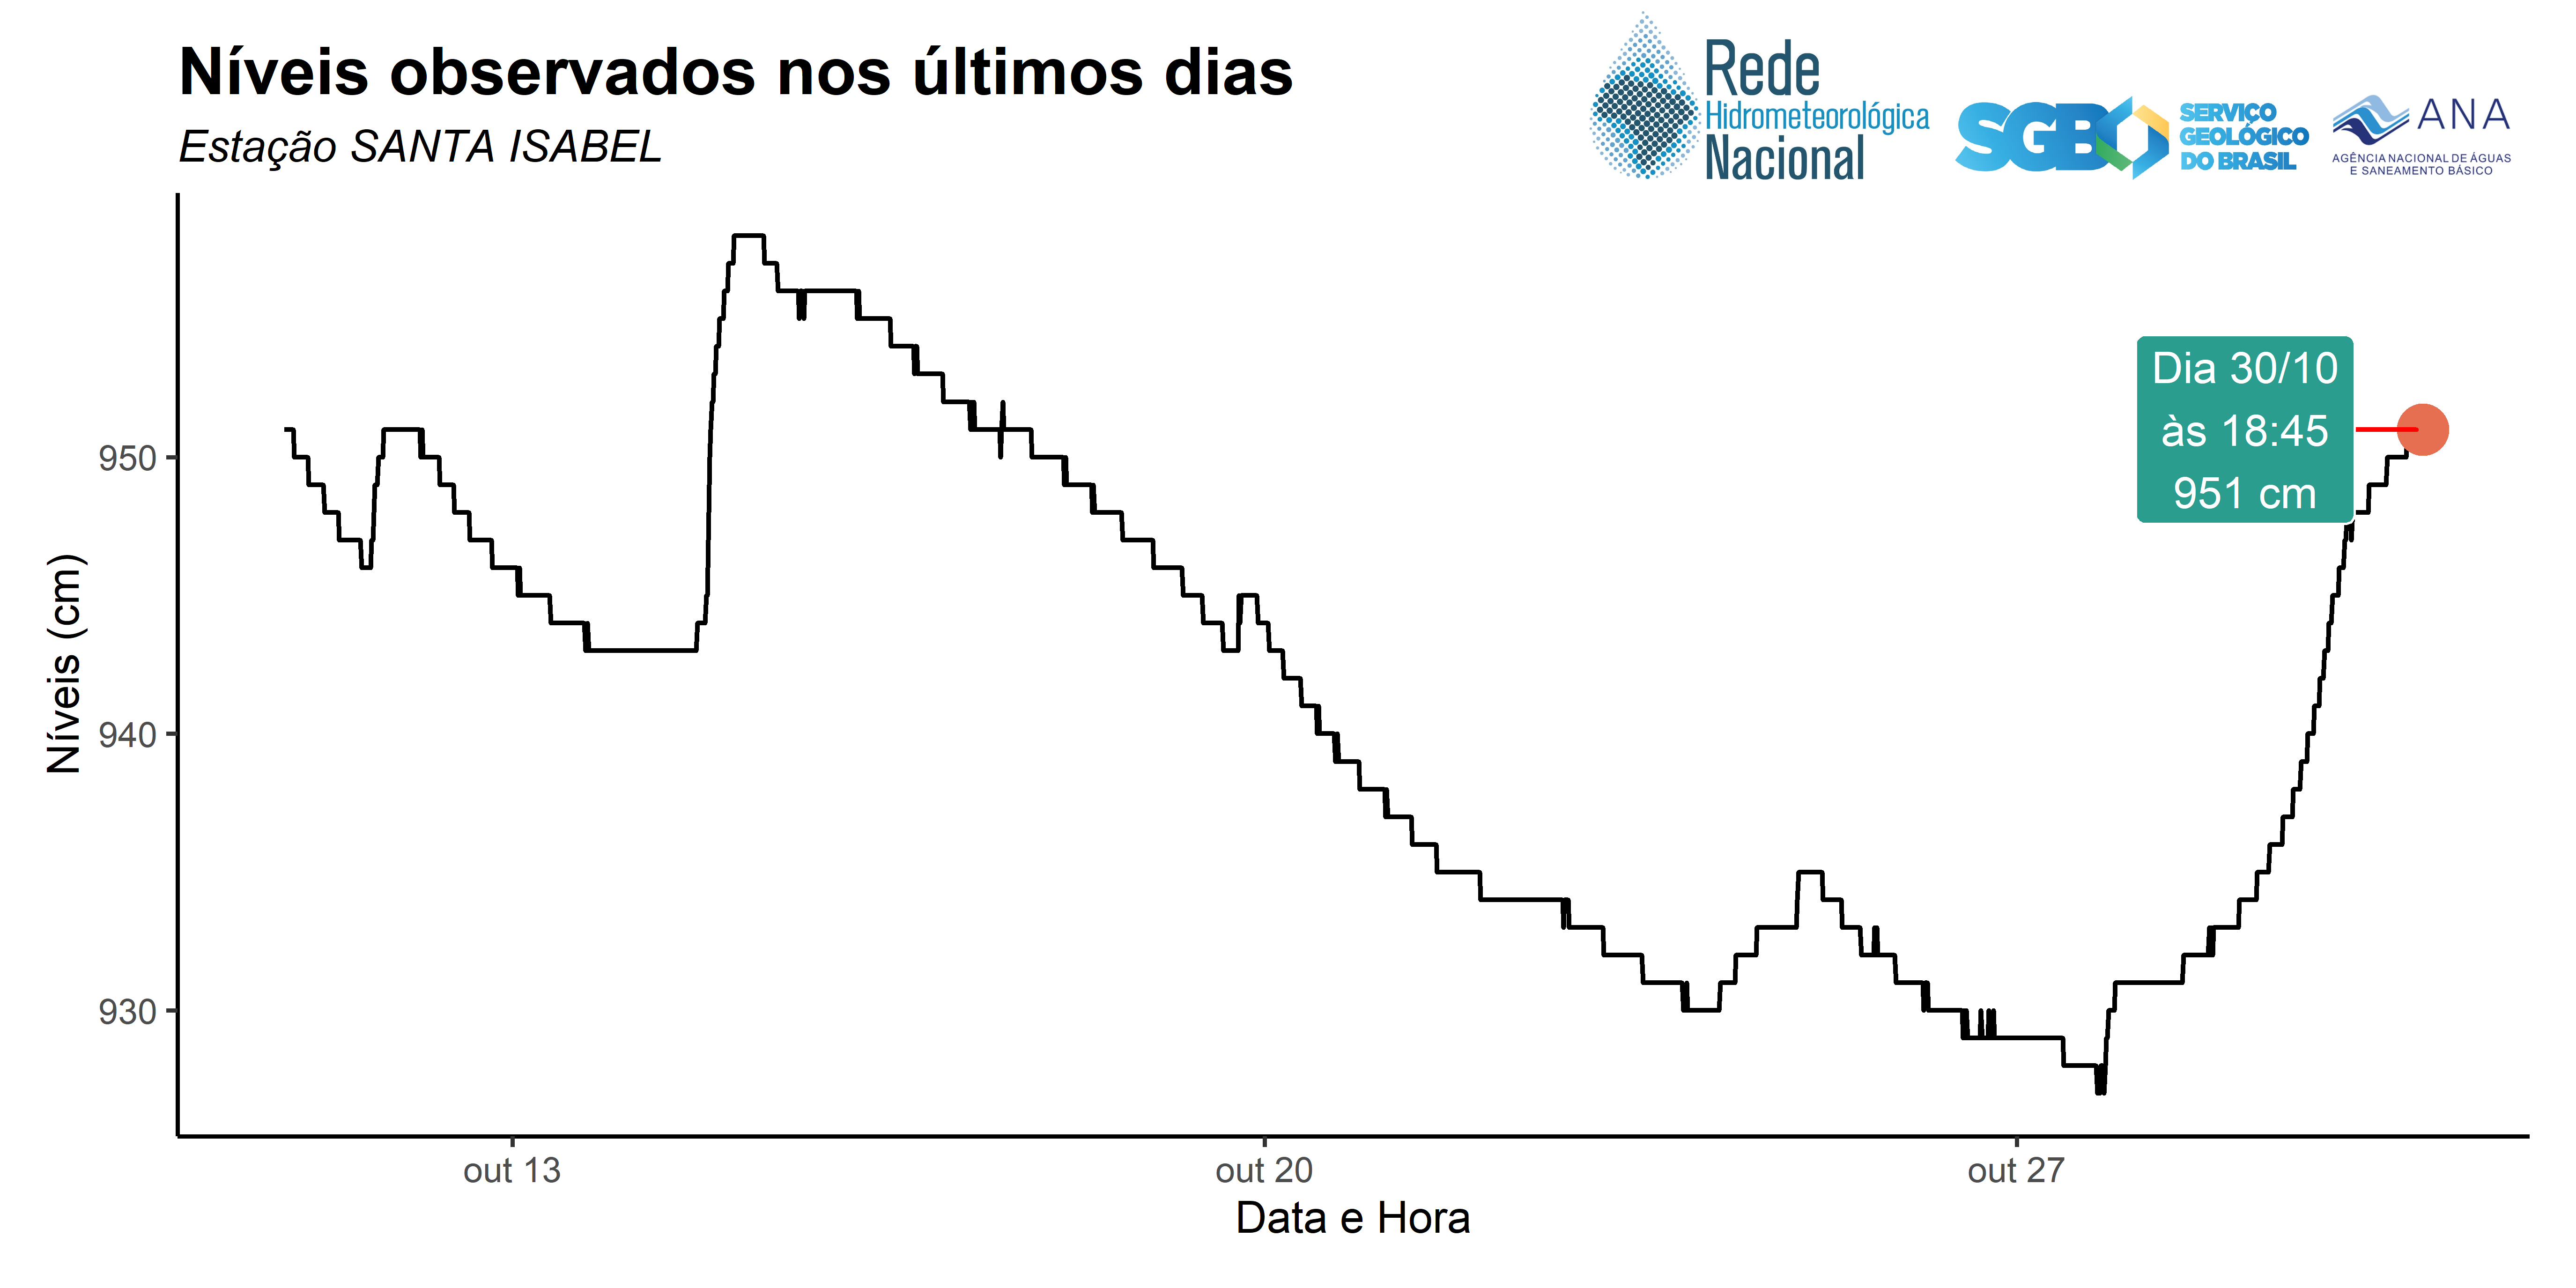 Níveis observados nos últimos dias
Estação SANTA ISABEL
Rede
Hidrometeorológica
Nacional
SGB
SERVIÇO
GEOLÓGICO
DO BRASIL
ANA
AGÊNCIA NACIONAL DE ÁGUAS
E SANEAMENTO BÁSICO
Níveis (cm)
950
940
930
Dia 30/10
às 18:45
951 cm
out 13
out 20
out 27
Data e Hora